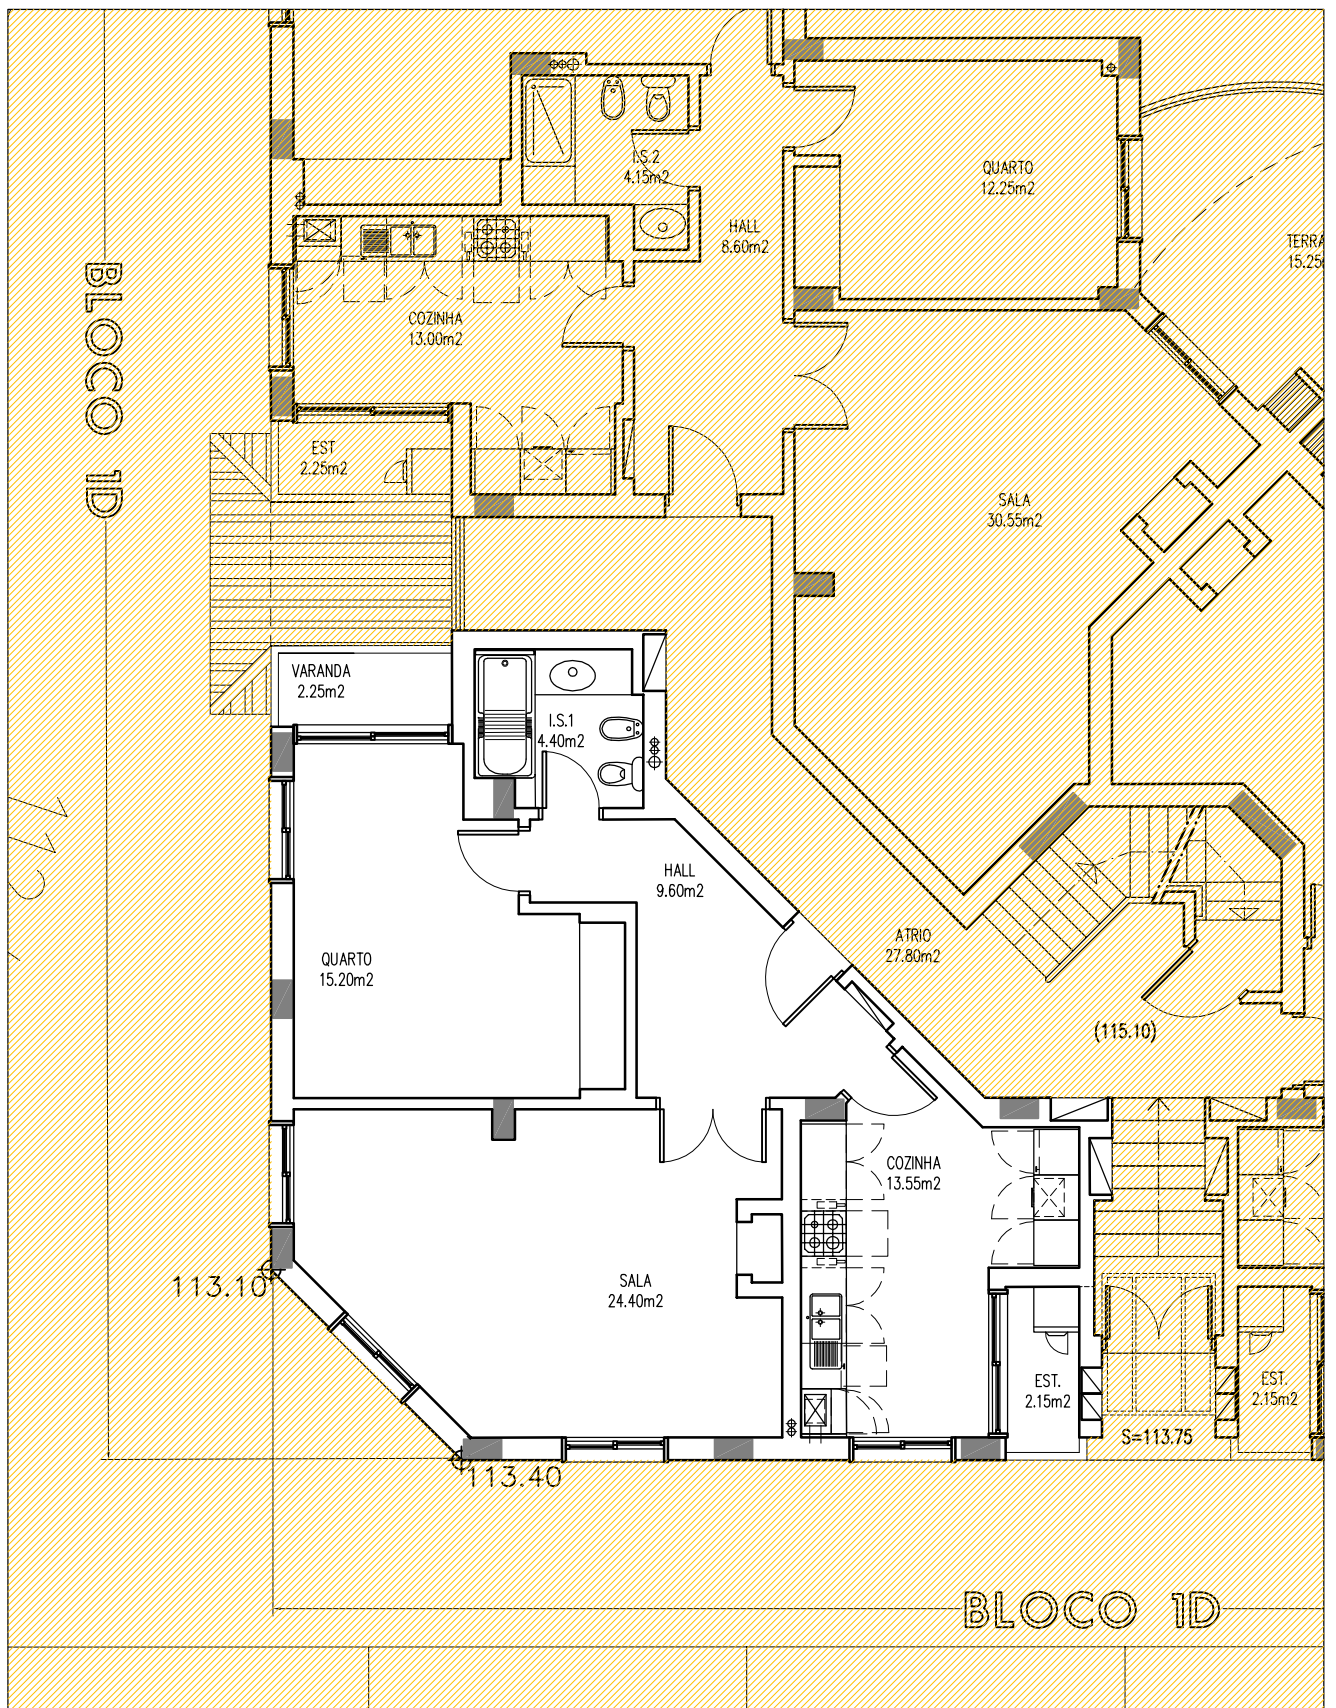 I.S.2
4.15m2
QUARTO
12.25m2
HALL
8.60m2
TERRA
15.25
BLOCO 1D
COZINHA
13.00m2
EST
2.25m2
SALA
30.55m2
VARANDA
2.25m2
I.S.1
4.40m2
HALL
9.60m2
ATRIO
27.80m2
QUARTO
15.20m2
(115.10)
COZINHA
13.55m2
113.10
SALA
24.40m2
EST.
2.15m2
EST.
2.15m2
S=113.75
113.40
BLOCO 1D